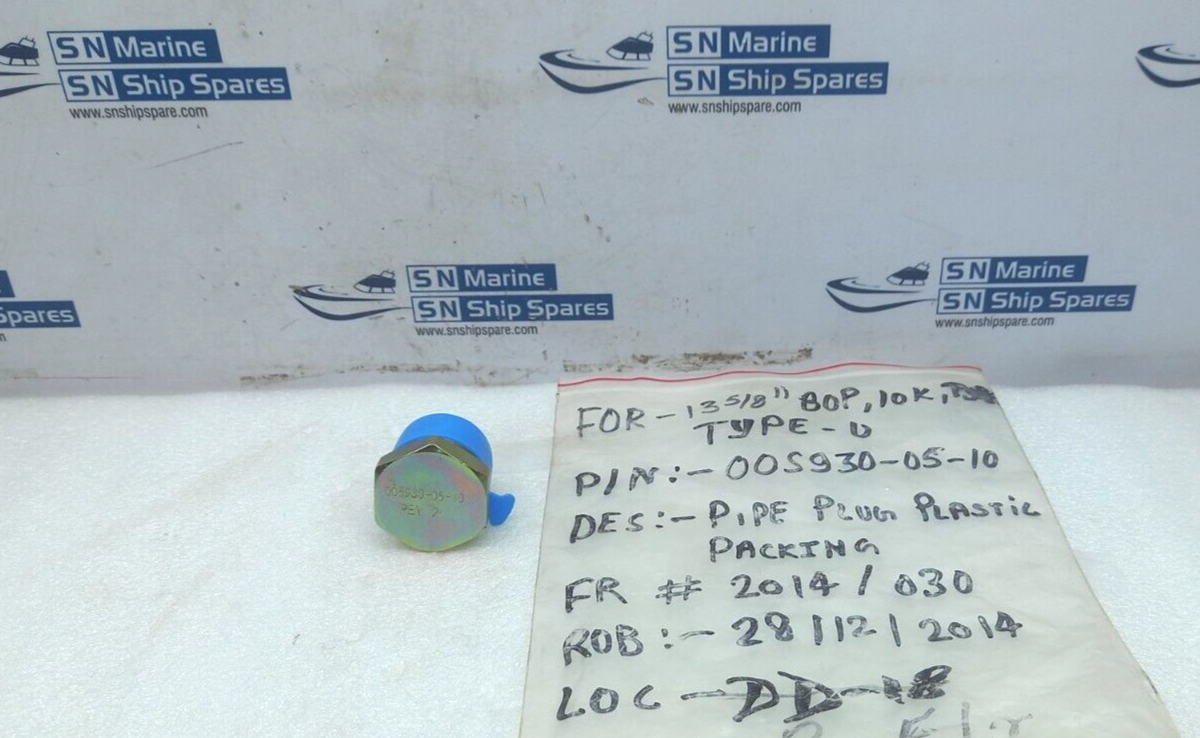 SN Marine
SN Ship Spares
www.snshipspare.com
SN Marine
SN Ship Spares
www.snshipspare.com
Spares
SN Marine
SN Ship Spares
www.snshipspare.com
SN Marine
SN Ship Spares
www.snshipspare.com
005930-05-10
REV 2
FOR - 13 5/8" BOP, 10K,
TYPE - U
P/N :- 005930-05-10
DES :- PIPE PLUG PLASTIC
PACKING
FR # 2014 / 030
ROB :- 28/12/2014
LOC - DD-18